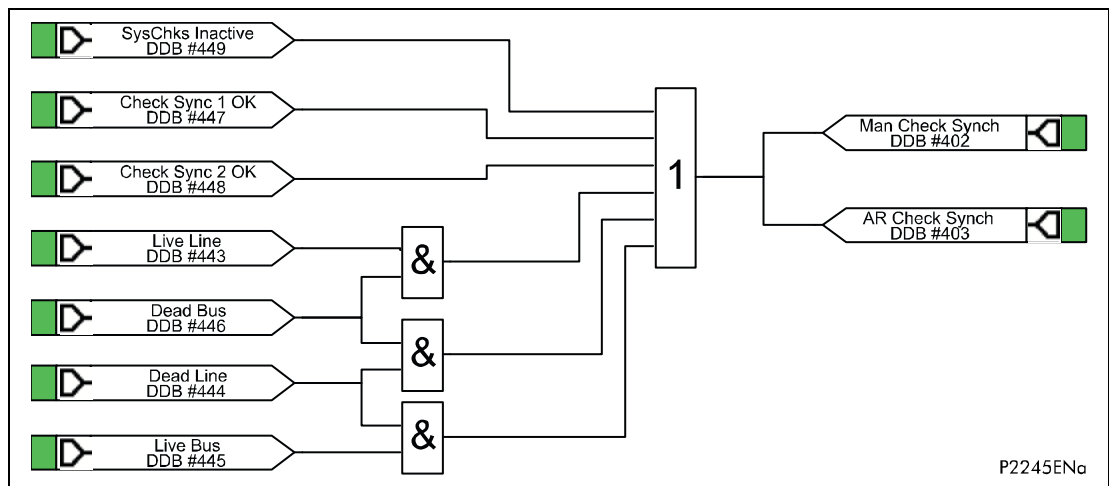 SysChks Inactive
DDB #449
Check Sync 1 OK
DDB #447
Check Sync 2 OK
DDB #448
Live Line
DDB #443
Dead Bus
DDB #446
Dead Line
DDB #444
Live Bus
DDB #445
&
&
&
1
Man Check Synch
DDB #402
AR Check Synch
DDB #403
P2245ENa